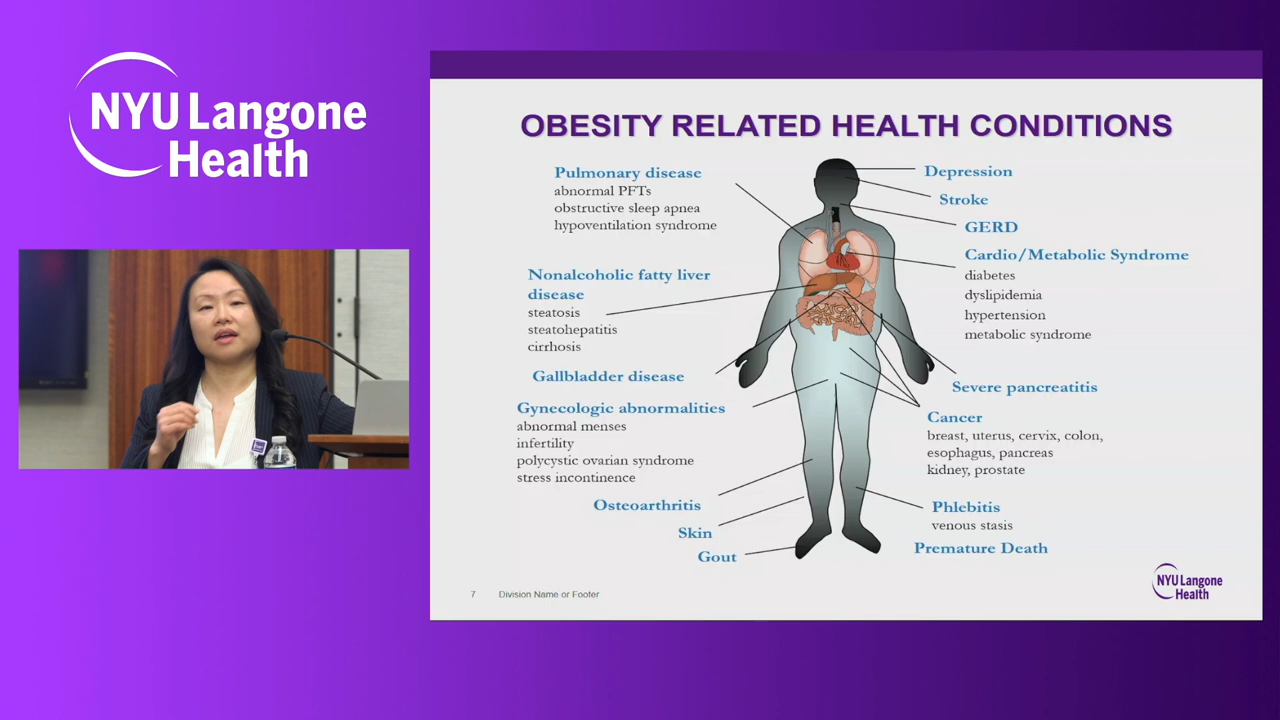 NYU Langone
Health
OBESITY RELATED HEALTH CONDITIONS
Pulmonary disease
abnormal PFTs
obstructive sleep apnea
hypoventilation syndrome
Nonalcoholic fatty liver
disease
steatosis
steatohepatitis
cirrhosis
Gallbladder disease
Gynecologic abnormalities
abnormal menses
infertility
polycystic ovarian syndrome
stress incontinence
Osteoarthritis
Skin
Gout
Depression
Stroke
GERD
Cardio/Metabolic Syndrome
diabetes
dyslipidemia
hypertension
metabolic syndrome
Severe pancreatitis
Cancer
breast, uterus, cervix, colon,
esophagus, pancreas
kidney, prostate
Phlebitis
venous stasis
Premature Death
7 Division Name or Footer
NYU Langone
Health